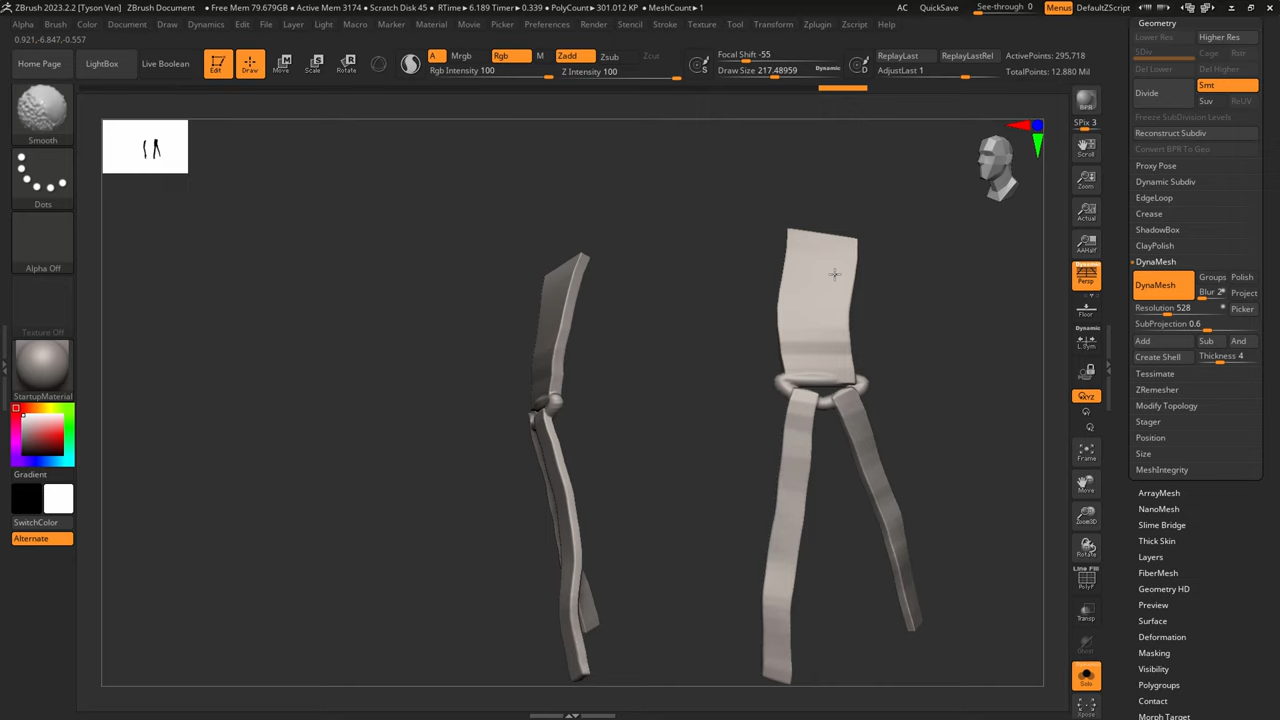 ZBrush 2023.2.2 [Tyson Van]
ZBrush Document
• Free Mem 79.679GB • Active Mem 3174 • Scratch Disk 45 • RTime▸6.189 Timer▸0.339 • PolyCount▸301.012 KP • MeshCount▸1
AC
QuickSave
See-through 0
Menus
DefaultZScript
Alpha Brush Color Document Draw Dynamics Edit File Layer Light Macro Marker Material Movie Picker Preferences Render Stencil Stroke Texture Tool Transform Zplugin Zscript Help
0.921,-6.847,-0.557
Home Page
LightBox
Live Boolean
Edit
Draw
Move
Scale
Rotate
A
Mrgb
Rgb
M
Zadd
Zsub
Zcut
Rgb Intensity 100
Z Intensity 100
S
Focal Shift -55
Draw Size 217.48959
Dynamic
D
ReplayLast
ReplayLastRel
AdjustLast 1
ActivePoints: 295,718
TotalPoints: 12.880 Mil
Smooth
Dots
Alpha Off
Texture Off
StartupMaterial
Gradient
SwitchColor
Alternate
BPR
SPix 3
Scroll
Zoom
Actual
AAHalf
Dynamic
Persp
Floor
Dynamic
L.Sym
XYZ
Frame
Move
Zoom3D
Rotate
Line Fill
PolyF
Transp
Ghost
Dynamic
Solo
Xpose
Geometry
Lower Res
Higher Res
SDiv
Cage
Rstr
Del Lower
Del Higher
Divide
Smt
Suv
ReUV
Freeze SubDivision Levels
Reconstruct Subdiv
Convert BPR To Geo
Proxy Pose
Dynamic Subdiv
EdgeLoop
Crease
ShadowBox
ClayPolish
DynaMesh
DynaMesh
Groups
Polish
Blur 2
Project
Resolution 528
Picker
SubProjection 0.6
Add
Sub
And
Create Shell
Thickness 4
Tessimate
ZRemesher
Modify Topology
Stager
Position
Size
MeshIntegrity
ArrayMesh
NanoMesh
Slime Bridge
Thick Skin
Layers
FiberMesh
Geometry HD
Preview
Surface
Deformation
Masking
Visibility
Polygroups
Contact
Morph Target